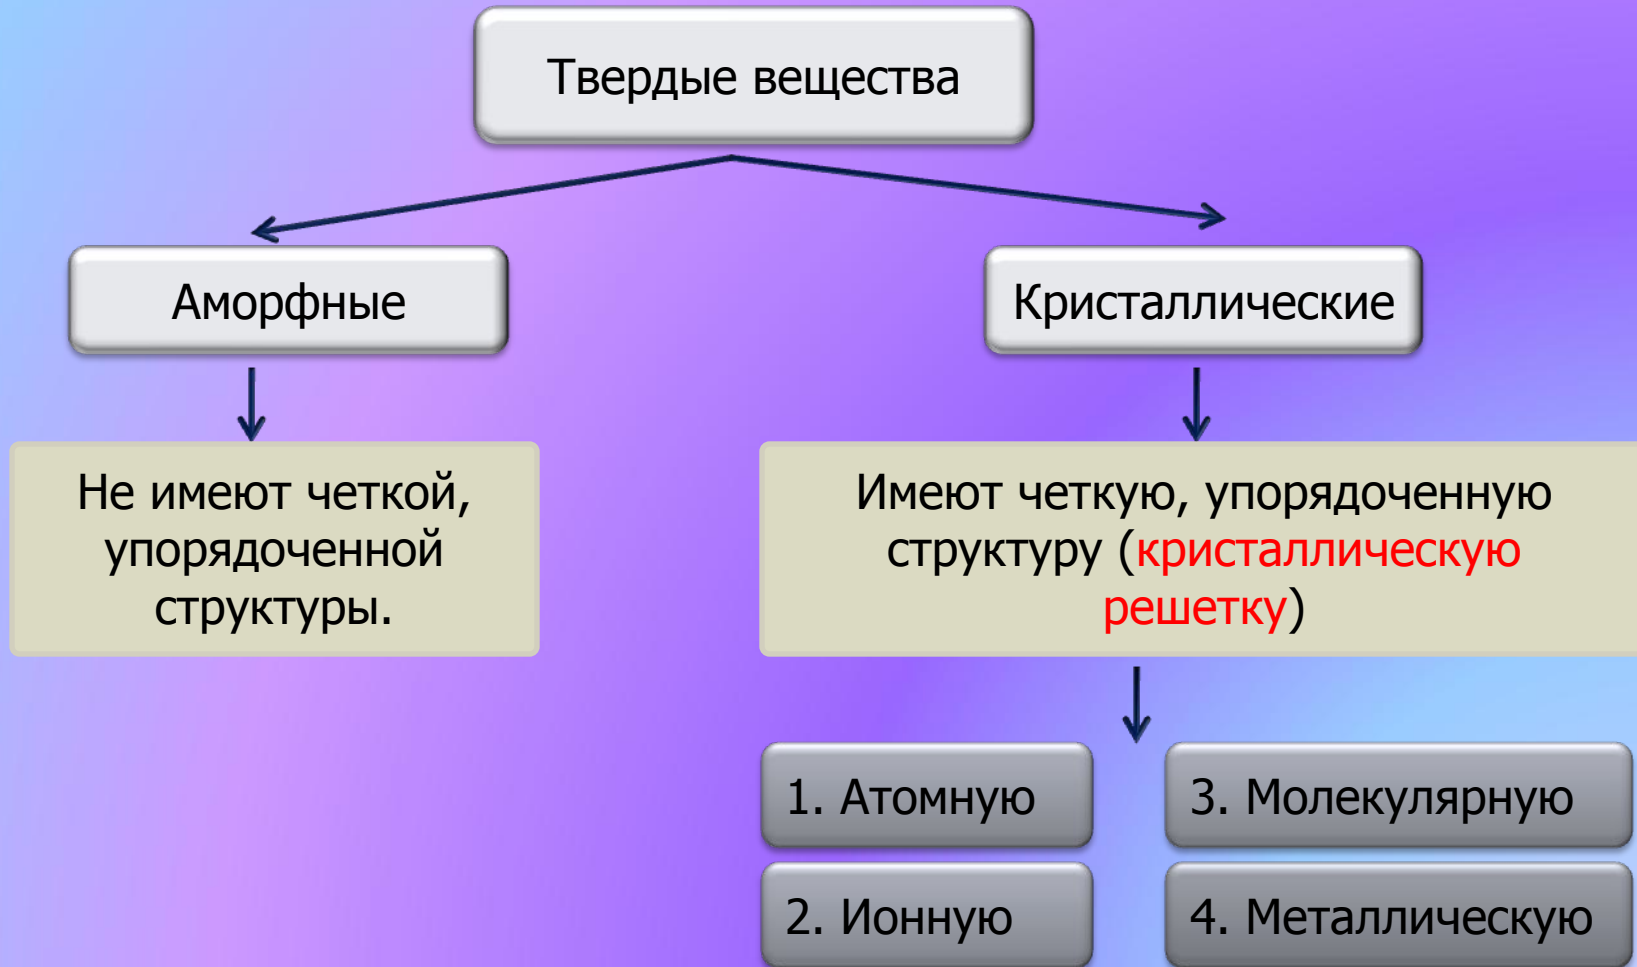 Твердые вещества
Аморфные
Кристаллические
Не имеют четкой,
упорядоченной
структуры.
Имеют четкую, упорядоченную
структуру (кристаллическую
решетку)
1. Атомную
3. Молекулярную
2. Ионную
4. Металлическую